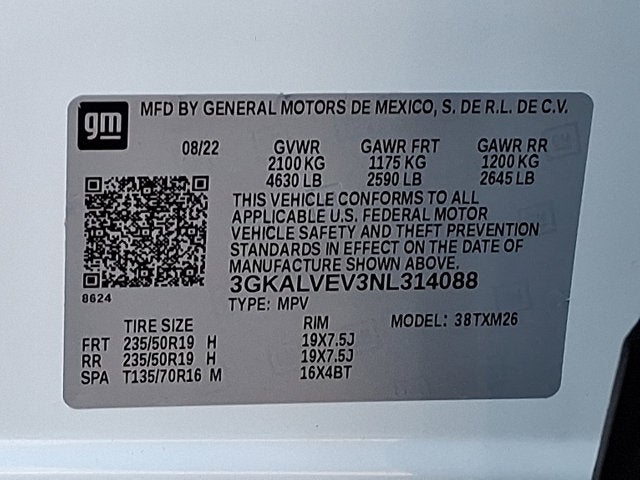 gm
MFD BY GENERAL MOTORS DE MEXICO, S. DE R.L. DE C.V.
08/22 GVWR GAWR FRT GAWR RR
2100 KG 1175 KG 1200 KG
4630 LB 2590 LB 2645 LB
THIS VEHICLE CONFORMS TO ALL
APPLICABLE U.S. FEDERAL MOTOR
VEHICLE SAFETY AND THEFT PREVENTION
STANDARDS IN EFFECT ON THE DATE OF
MANUFACTURE SHOWN ABOVE.
8624
3GKALVEV3NL314088
TYPE: MPV
TIRE SIZE RIM MODEL: 38TXM26
FRT 235/50R19 H 19X7.5J
RR 235/50R19 H 19X7.5J
SPA T135/70R16 M 16X4BT